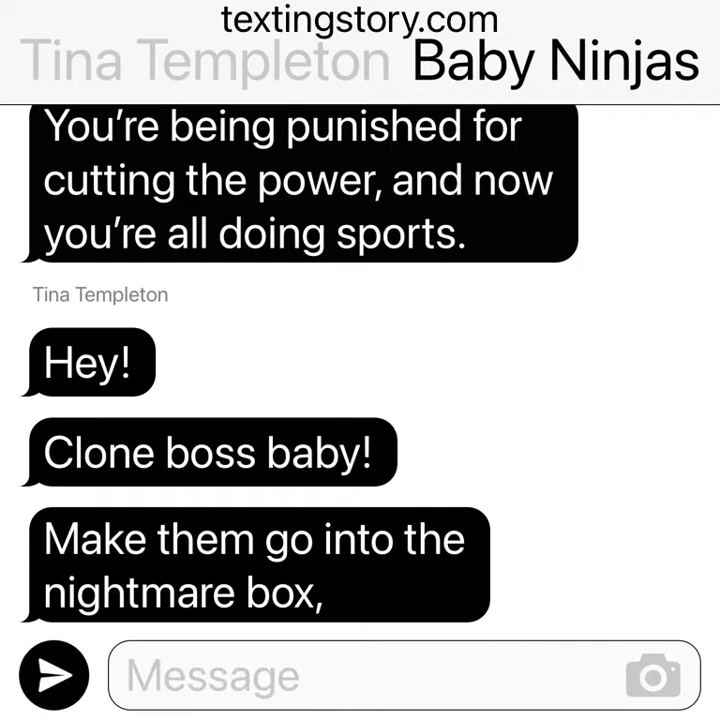 textingstory.com
Tina Templeton Baby Ninjas
You’re being punished for
cutting the power, and now
you’re all doing sports.
Tina Templeton
Hey!
Clone boss baby!
Make them go into the
nightmare box,
Message